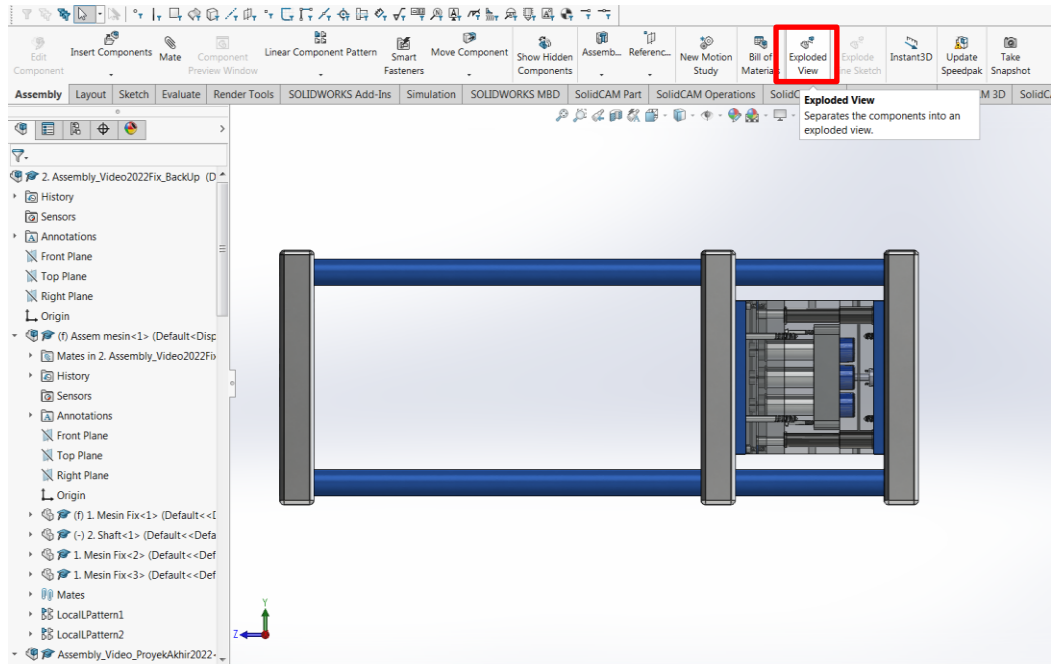 Edit
Component
Insert Components
Mate
Component
Preview Window
Linear Component Pattern
Smart
Fasteners
Move Component
Show Hidden
Components
Assemb...
Referenc...
New Motion
Study
Bill of
Materials
Exploded
View
Explode
ine Sketch
Instant3D
Update
Speedpak
Take
Snapshot
Assembly Layout Sketch Evaluate Render Tools SOLIDWORKS Add-Ins Simulation SOLIDWORKS MBD SolidCAM Part SolidCAM Operations Solid M 3D SolidC
Exploded View
Separates the components into an
exploded view.
2. Assembly_Video2022Fix_BackUp (D
History
Sensors
Annotations
Front Plane
Top Plane
Right Plane
Origin
(f) Assem mesin<1> (Default<Disp
Mates in 2. Assembly_Video2022Fix
History
Sensors
Annotations
Front Plane
Top Plane
Right Plane
Origin
(f) 1. Mesin Fix<1> (Default<<D
(-) 2. Shaft<1> (Default<<Defa
1. Mesin Fix<2> (Default<<Def
1. Mesin Fix<3> (Default<<Def
Mates
LocalLPattern1
LocalLPattern2
Assembly_Video_ProyekAkhir2022-
Y
Z